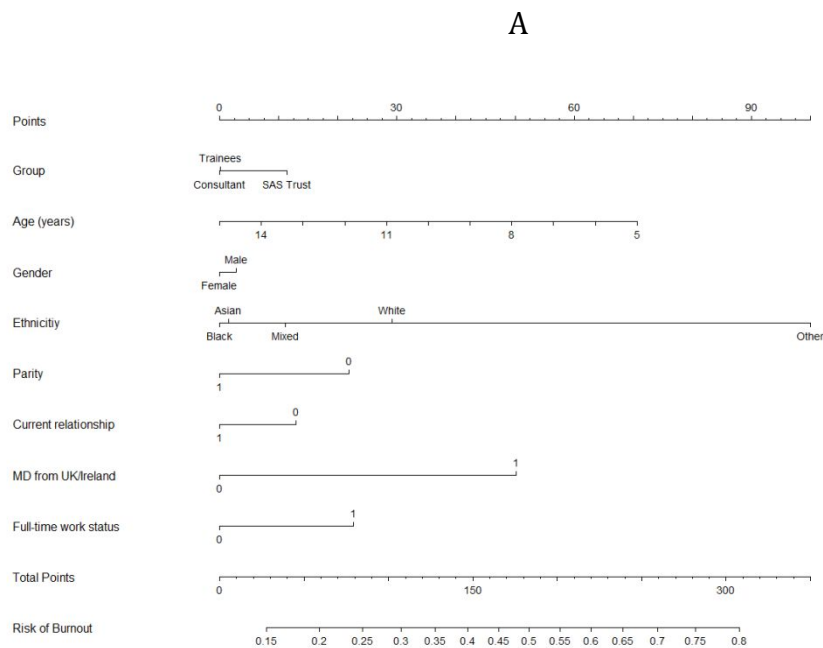 A
0 30 60 90
Points
Trainees
Group
Consultant SAS Trust
Age (years)
14 11 8 5
Male
Gender
Female
Asian White
Ethnicitiy
Black Mixed Other
0
Parity
1
0
Current relationship
1
1
MD from UK/Ireland
0
1
Full-time work status
0
Total Points
0 150 300
Risk of Burnout
0.15 0.2 0.25 0.3 0.35 0.4 0.45 0.5 0.55 0.6 0.65 0.7 0.75 0.8